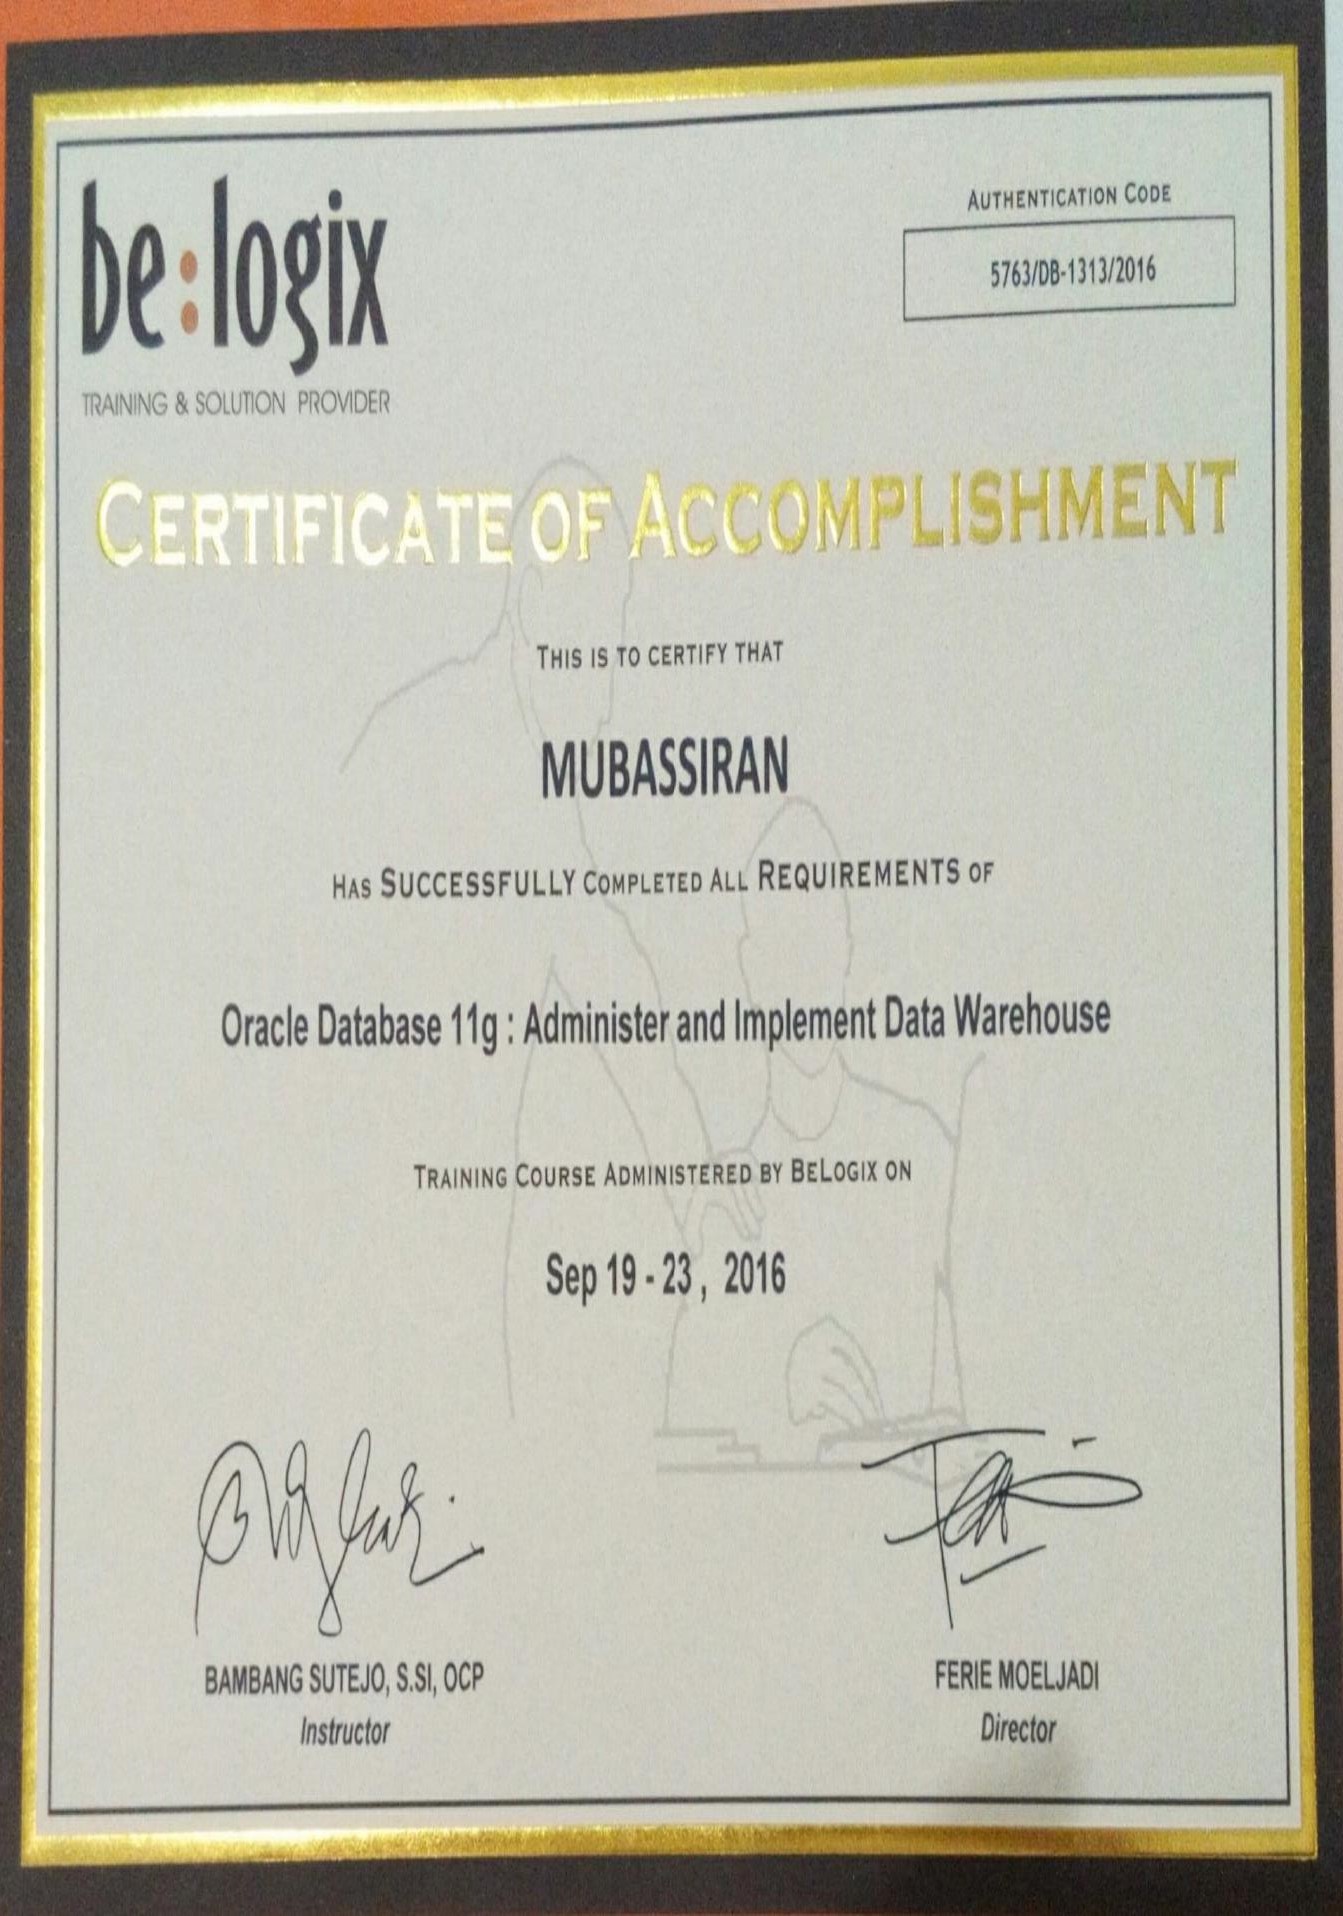 be:logix
TRAINING & SOLUTION PROVIDER
AUTHENTICATION CODE
5763/DB-1313/2016
CERTIFICATE OF ACCOMPLISHMENT
THIS IS TO CERTIFY THAT
MUBASSIRAN
HAS SUCCESSFULLY COMPLETED ALL REQUIREMENTS OF
Oracle Database 11g : Administer and Implement Data Warehouse
TRAINING COURSE ADMINISTERED BY BELOGIX ON
Sep 19 - 23 , 2016
BAMBANG SUTEJO, S.SI, OCP
Instructor
FERIE MOELJADI
Director